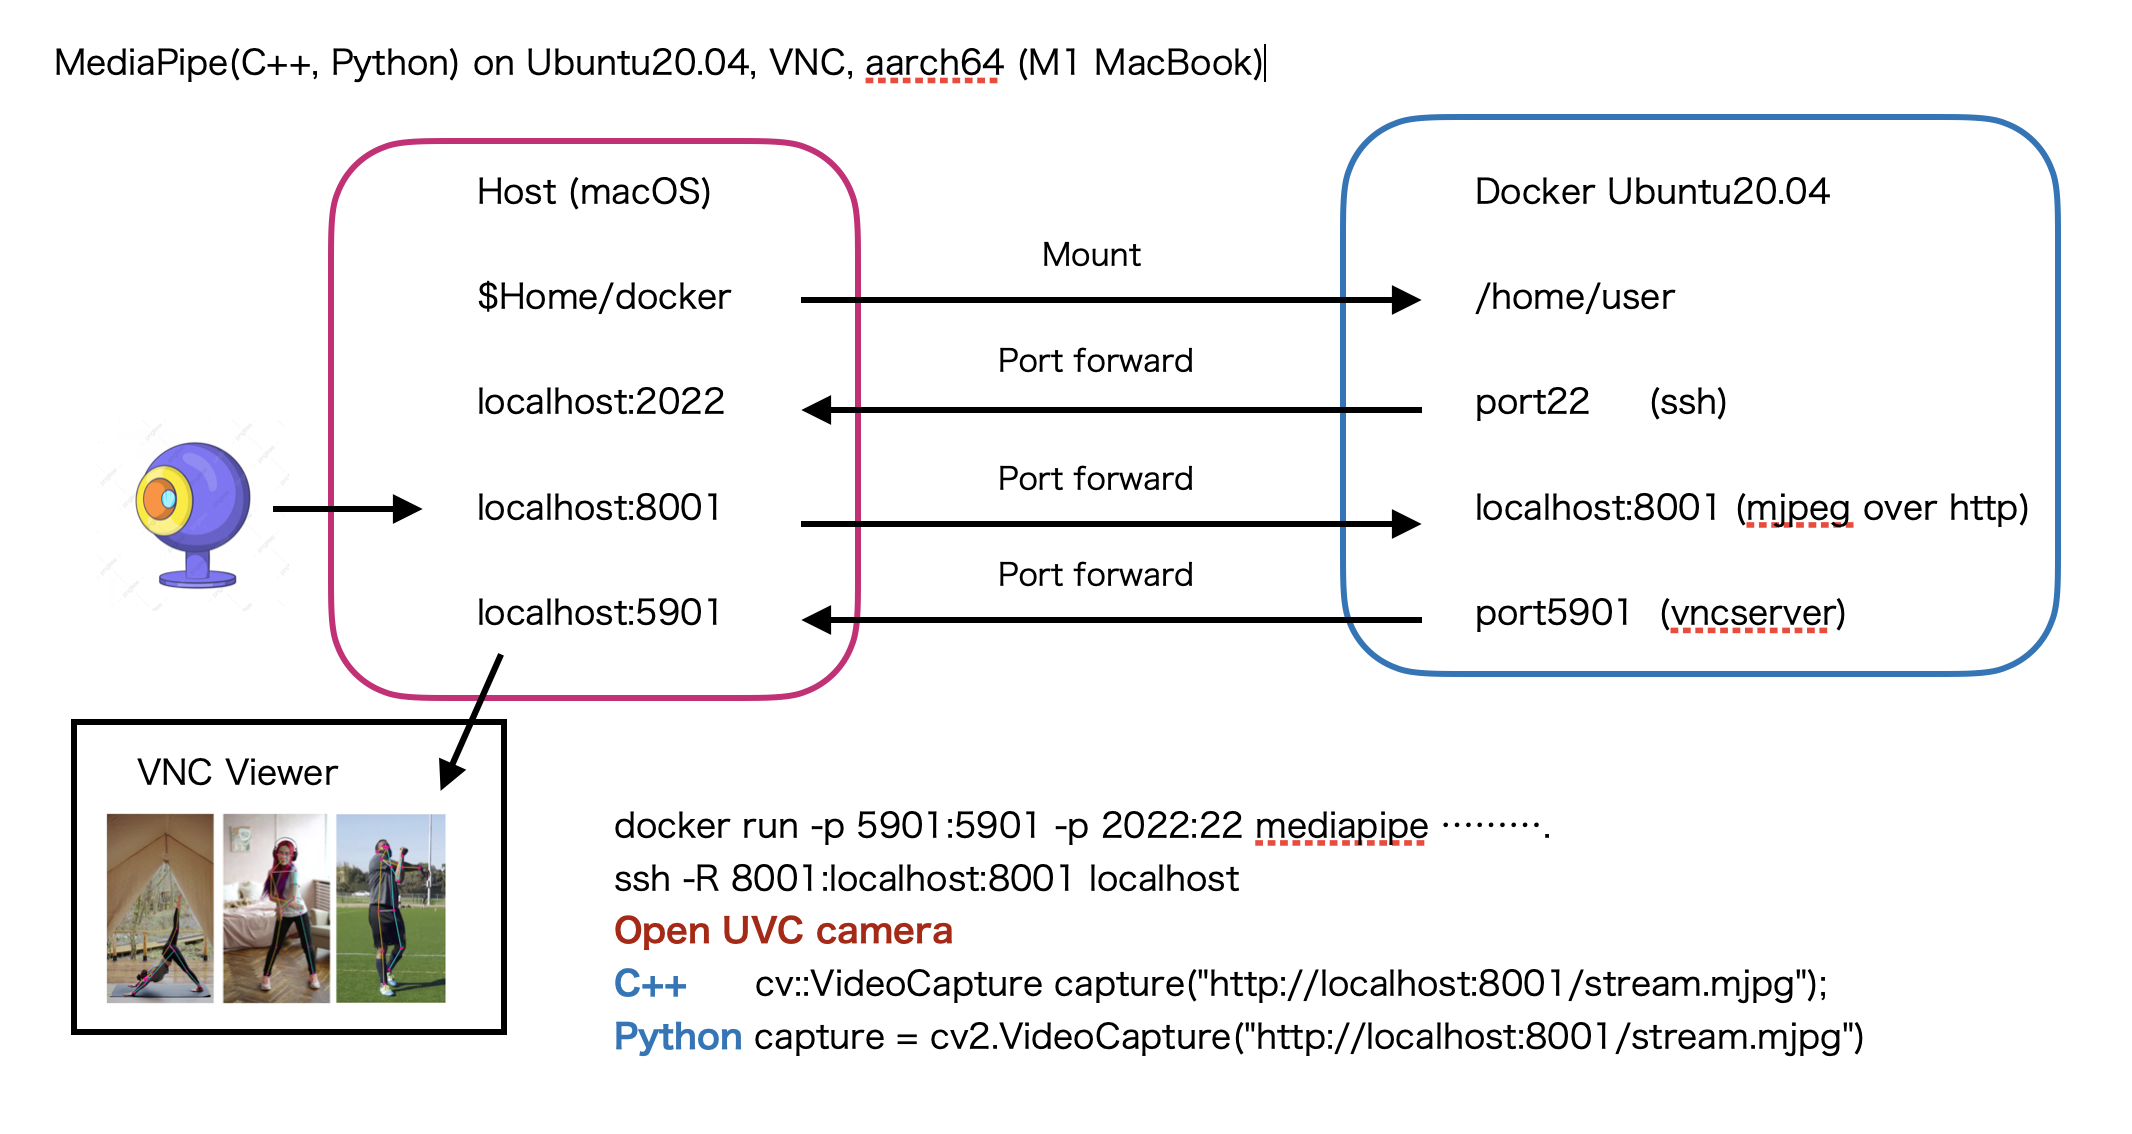 MediaPipe(C++, Python) on Ubuntu20.04, VNC, aarch64 (M1 MacBook)
Host (macOS)
Docker Ubuntu20.04
Mount
$Home/docker
/home/user
Port forward
localhost:2022
port22 (ssh)
Port forward
localhost:8001
localhost:8001 (mjpeg over http)
Port forward
localhost:5901
port5901 (vncserver)
VNC Viewer
docker run -p 5901:5901 -p 2022:22 mediapipe ⋯⋯⋯.
ssh -R 8001:localhost:8001 localhost
Open UVC camera
C++ cv::VideoCapture capture("http://localhost:8001/stream.mjpg");
Python capture = cv2.VideoCapture("http://localhost:8001/stream.mjpg")